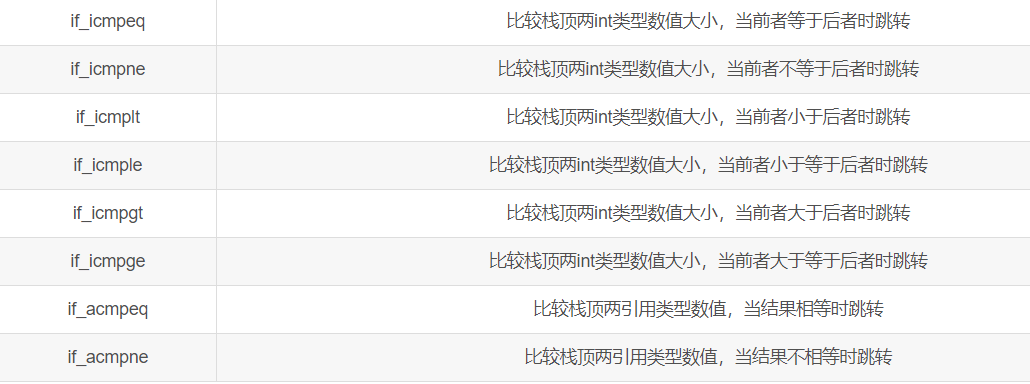 if_icmpeq 比较栈顶两int类型数值大小，当前者等于后者时跳转
if_icmpne 比较栈顶两int类型数值大小，当前者不等于后者时跳转
if_icmplt 比较栈顶两int类型数值大小，当前者小于后者时跳转
if_icmple 比较栈顶两int类型数值大小，当前者小于等于后者时跳转
if_icmpgt 比较栈顶两int类型数值大小，当前者大于后者时跳转
if_icmpge 比较栈顶两int类型数值大小，当前者大于等于后者时跳转
if_acmpeq 比较栈顶两引用类型数值，当结果相等时跳转
if_acmpne 比较栈顶两引用类型数值，当结果不相等时跳转